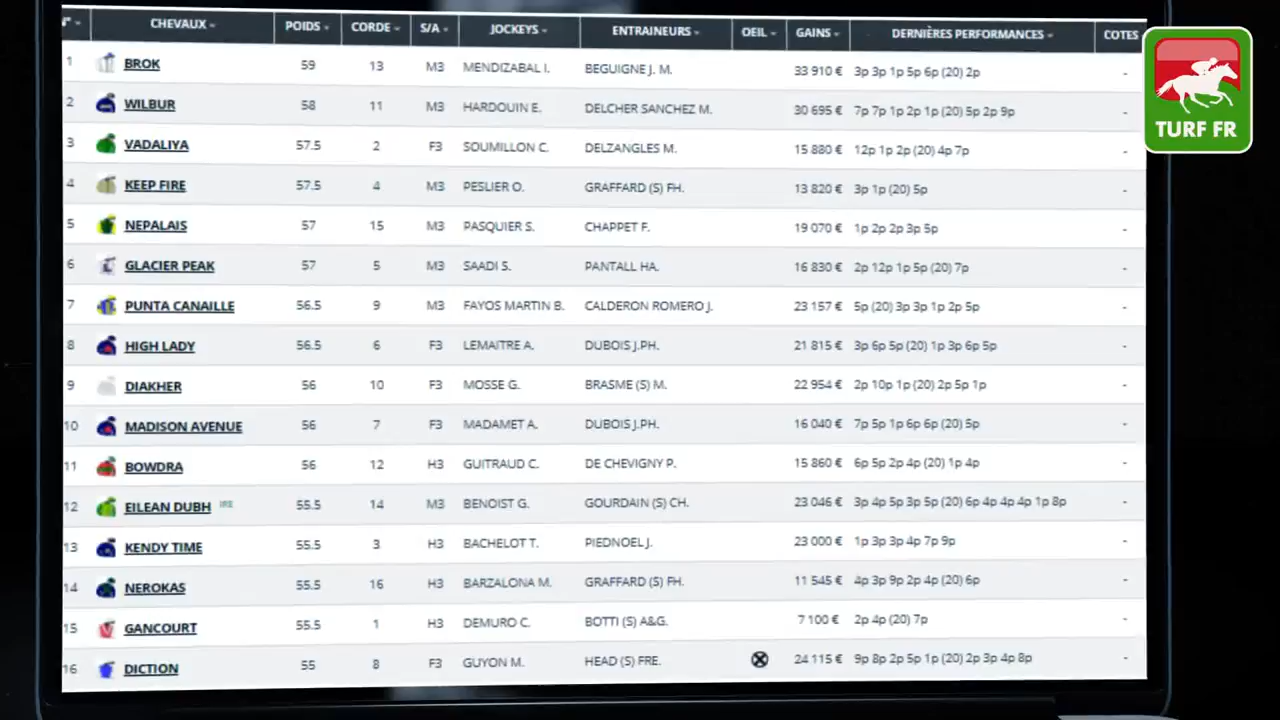 N° CHEVAUX POIDS CORDE S/A JOCKEYS ENTRAINEURS OEIL GAINS DERNIÈRES PERFORMANCES COTES
1 BROK 59 13 M3 MENDIZABAL I. BEGUIGNE J. M. 33 910 € 3p 3p 1p 5p 6p (20) 2p -
2 WILBUR 58 11 M3 HARDOUIN E. DELCHER SANCHEZ M. 30 695 € 7p 7p 1p 2p 1p (20) 5p 2p 9p -
3 VADALIYA 57.5 2 F3 SOUMILLON C. DELZANGLES M. 15 880 € 12p 1p 2p (20) 4p 7p -
4 KEEP FIRE 57.5 4 M3 PESLIER O. GRAFFARD (S) FH. 13 820 € 3p 1p (20) 5p -
5 NEPALAIS 57 15 M3 PASQUIER S. CHAPPET F. 19 070 € 1p 2p 2p 3p 5p -
6 GLACIER PEAK 57 5 M3 SAADI S. PANTALL HA. 16 830 € 2p 12p 1p 5p (20) 7p -
7 PUNTA CANAILLE 56.5 9 M3 FAYOS MARTIN B. CALDERON ROMERO J. 23 157 € 5p (20) 3p 3p 1p 2p 5p -
8 HIGH LADY 56.5 6 F3 LEMAITRE A. DUBOIS J.PH. 21 815 € 3p 6p 5p (20) 1p 3p 6p 5p -
9 DIAKHER 56 10 F3 MOSSE G. BRASME (S) M. 22 954 € 2p 10p 1p (20) 2p 5p 1p -
10 MADISON AVENUE 56 7 F3 MADAMET A. DUBOIS J.PH. 16 040 € 7p 5p 1p 6p 6p (20) 5p -
11 BOWDRA 56 12 H3 GUITRAUD C. DE CHEVIGNY P. 15 860 € 6p 5p 2p 4p (20) 1p 4p -
12 EILEAN DUBH IRE 55.5 14 M3 BENOIST G. GOURDAIN (S) CH. 23 046 € 3p 4p 5p 3p 5p (20) 6p 4p 4p 4p 1p 8p -
13 KENDY TIME 55.5 3 H3 BACHELOT T. PIEDNOEL J. 23 000 € 1p 3p 3p 4p 7p 9p -
14 NEROKAS 55.5 16 H3 BARZALONA M. GRAFFARD (S) FH. 11 545 € 4p 3p 9p 2p 4p (20) 6p -
15 GANCOURT 55.5 1 H3 DEMURO C. BOTTI (S) A&G. 7 100 € 2p 4p (20) 7p -
16 DICTION 55 8 F3 GUYON M. HEAD (S) FRE. 24 115 € 9p 8p 2p 5p 1p (20) 2p 3p 4p 8p -
TURF FR